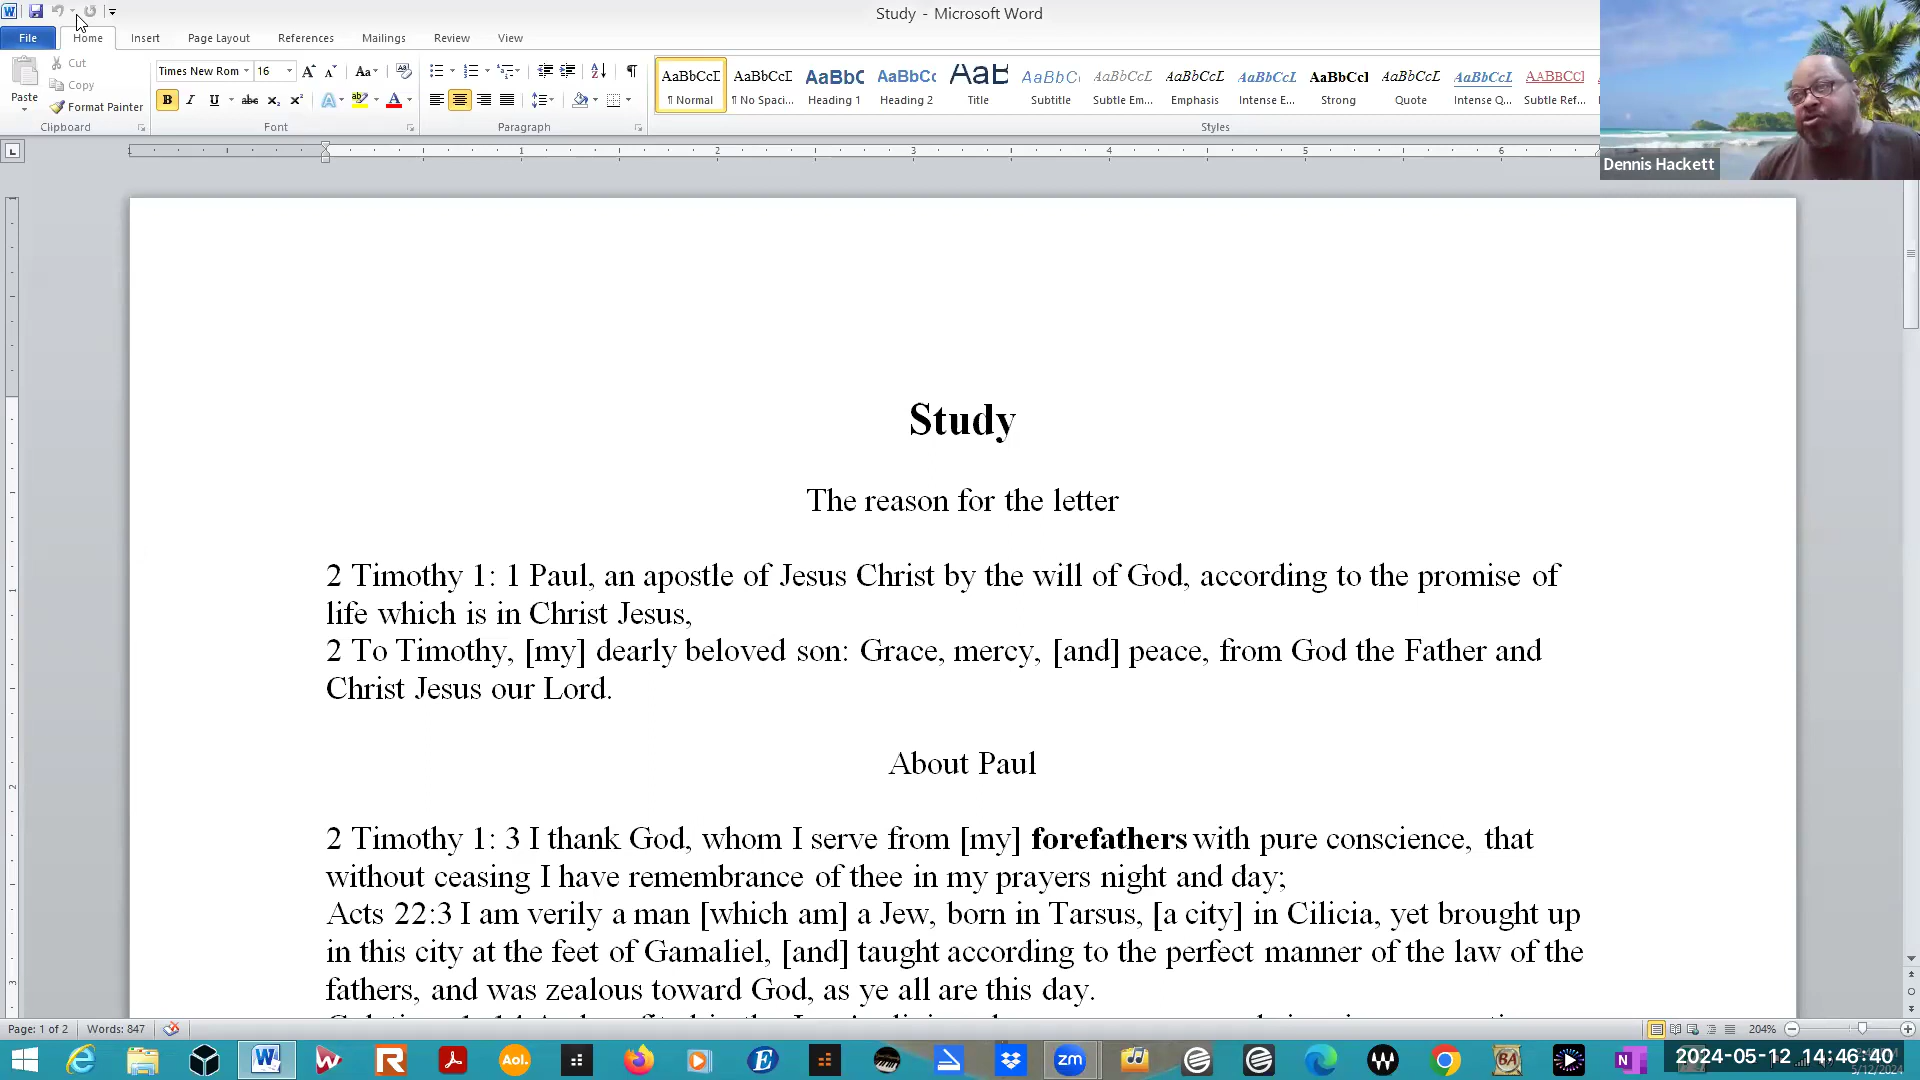 Study - Microsoft Word
File Home Insert Page Layout References Mailings Review View
Cut
Copy
Paste
Format Painter
Times New Rom 16
AaBbCcI AaBbCcI AaBbC AaBbCc AaB AaBbCc AaBbCcL AaBbCcL AaBbCcL AaBbCcI AaBbCcL AaBbCcL AABBCCI
¶ Normal ¶ No Spaci... Heading 1 Heading 2 Title Subtitle Subtle Em... Emphasis Intense E... Strong Quote Intense Q... Subtle Ref...
Clipboard Font Paragraph Styles
Dennis Hackett
Study
The reason for the letter
2 Timothy 1: 1 Paul, an apostle of Jesus Christ by the will of God, according to the promise of
life which is in Christ Jesus,
2 To Timothy, [my] dearly beloved son: Grace, mercy, [and] peace, from God the Father and
Christ Jesus our Lord.
About Paul
2 Timothy 1: 3 I thank God, whom I serve from [my] forefathers with pure conscience, that
without ceasing I have remembrance of thee in my prayers night and day;
Acts 22:3 I am verily a man [which am] a Jew, born in Tarsus, [a city] in Cilicia, yet brought up
in this city at the feet of Gamaliel, [and] taught according to the perfect manner of the law of the
fathers, and was zealous toward God, as ye all are this day.
Page: 1 of 2 Words: 847 204%
Aol. zm
2024-05-12 14:46:40
5/12/2024